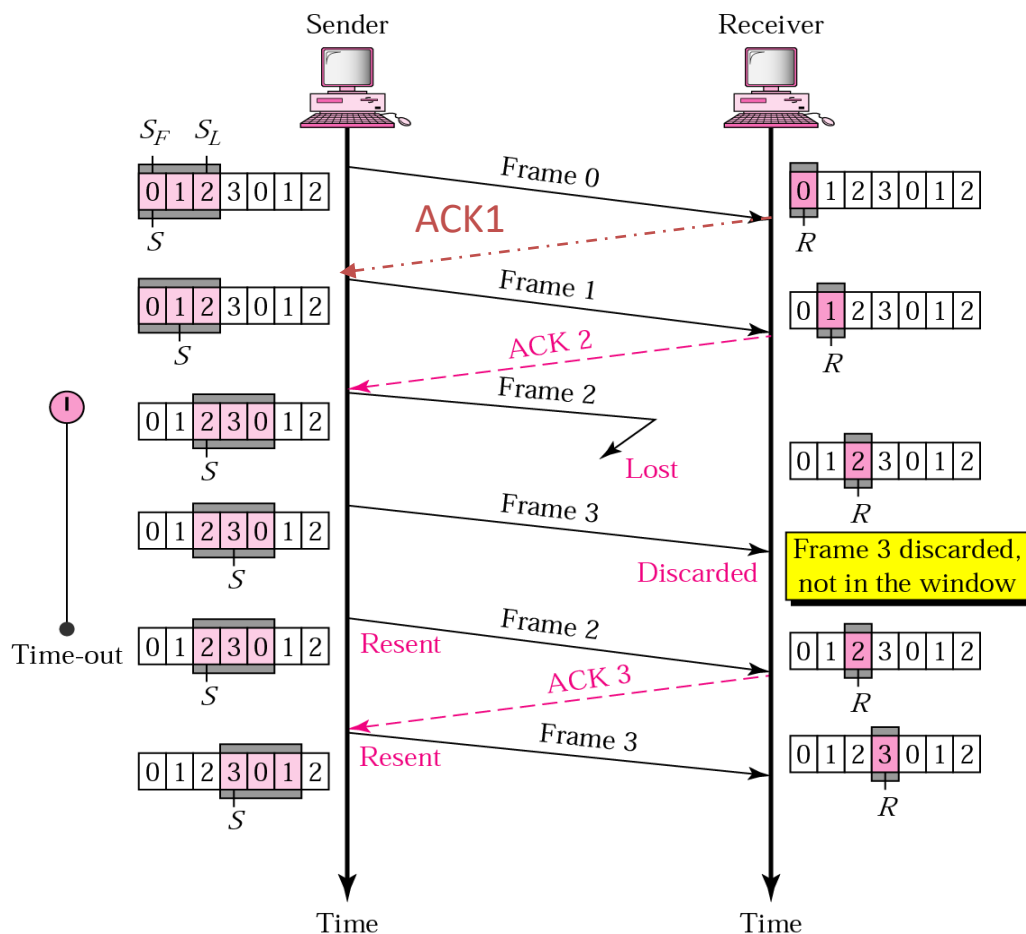 Sender
Receiver
S_F S_L
0 1 2 3 0 1 2
S
Frame 0
0 1 2 3 0 1 2
R
ACK1
0 1 2 3 0 1 2
S
Frame 1
0 1 2 3 0 1 2
R
ACK 2
0 1 2 3 0 1 2
S
Frame 2
Lost
0 1 2 3 0 1 2
R
0 1 2 3 0 1 2
S
Frame 3
Discarded
Frame 3 discarded,
not in the window
Time-out
0 1 2 3 0 1 2
S
Resent
Frame 2
0 1 2 3 0 1 2
R
ACK 3
0 1 2 3 0 1 2
S
Resent
Frame 3
0 1 2 3 0 1 2
R
Time
Time